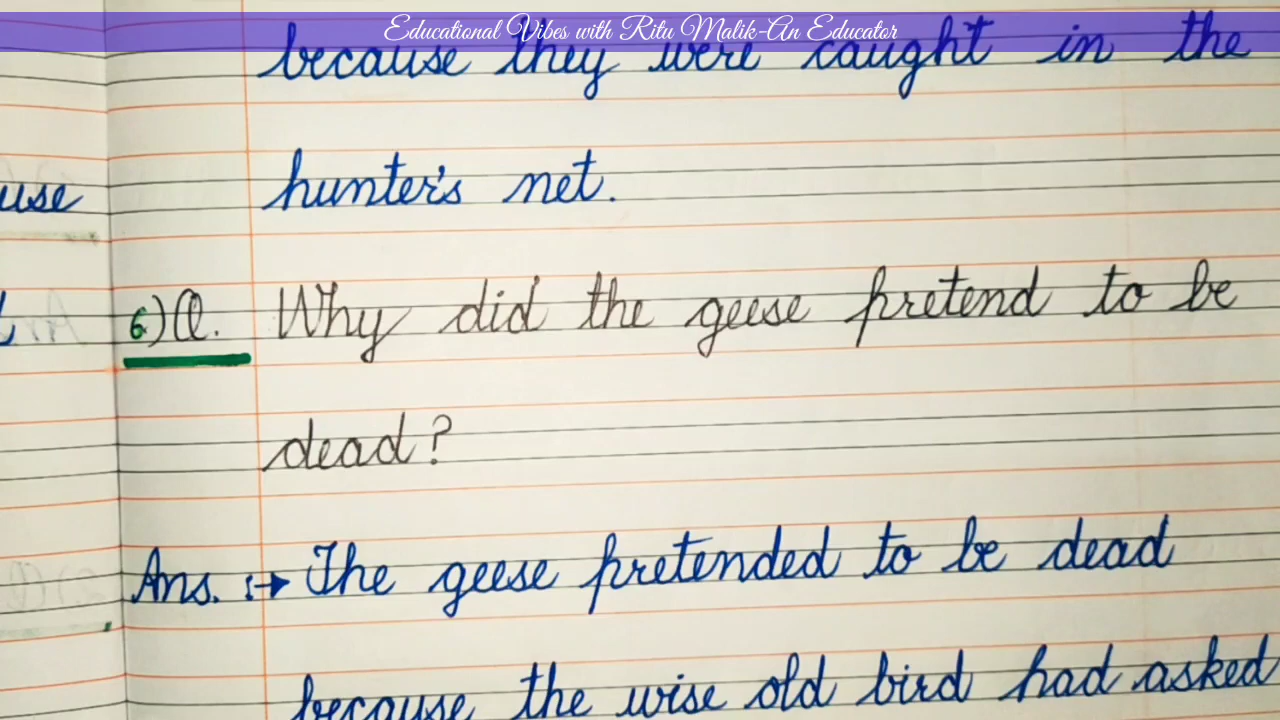 Educational Vibes with Ritu Malik-An Educator
because they were caught in the
hunter's net.
use
6) Q. Why did the geese pretend to be
dead?
Ans. :→ The geese pretended to be dead
because the wise old bird had asked